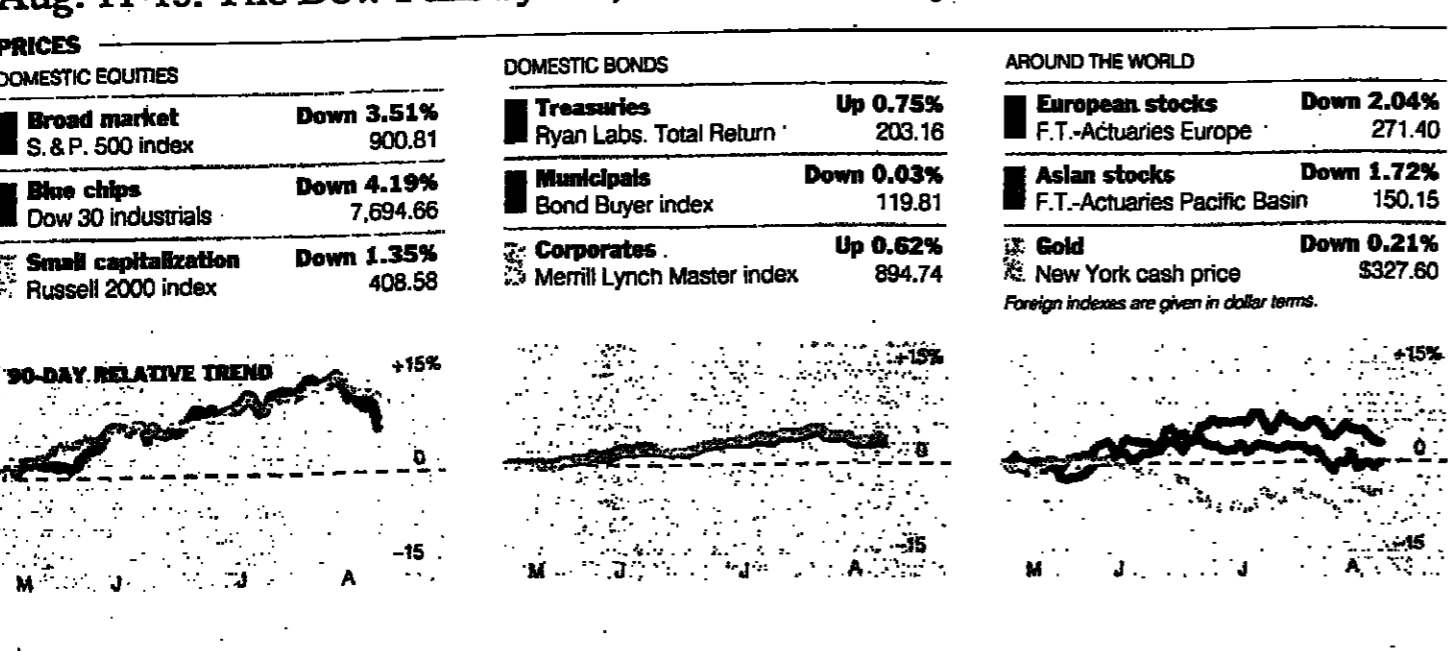 Aug. 11-15: The Dow
PRICES
DOMESTIC EQUITIES
Broad market Down 3.51%
S. & P. 500 index 900.81
Blue chips Down 4.19%
Dow 30 industrials 7,694.66
Small capitalization Down 1.35%
Russell 2000 index 408.58
90-DAY RELATIVE TREND
+15%
0
-15
M J J A
DOMESTIC BONDS
Treasuries Up 0.75%
Ryan Labs. Total Return 203.16
Municipals Down 0.03%
Bond Buyer index 119.81
Corporates Up 0.62%
Merrill Lynch Master index 894.74
+15%
0
-15
M J J A
AROUND THE WORLD
European stocks Down 2.04%
F.T.-Actuaries Europe 271.40
Asian stocks Down 1.72%
F.T.-Actuaries Pacific Basin 150.15
Gold Down 0.21%
New York cash price $327.60
Foreign indexes are given in dollar terms.
+15%
0
-15
M J J A